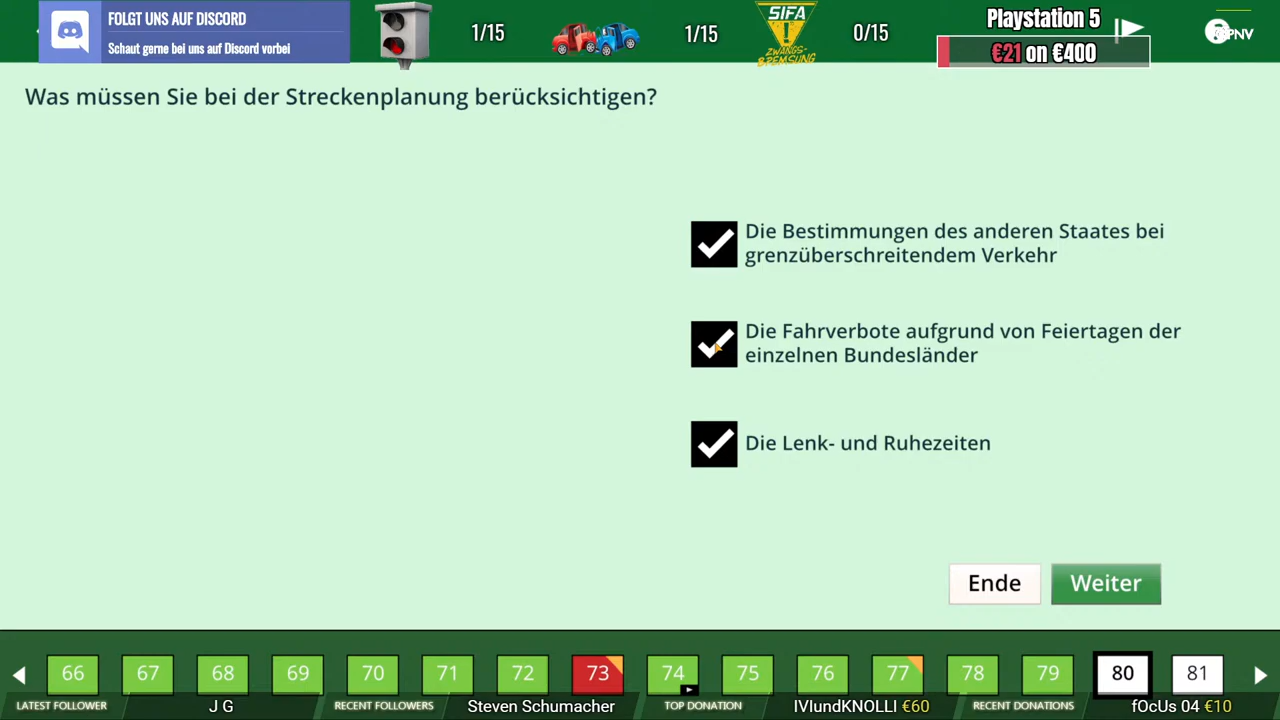 FOLGT UNS AUF DISCORD
Schaut gerne bei uns auf Discord vorbei
1/15
1/15
SIFA
ZWANGS-
BREMSUNG
0/15
Playstation 5
€21 on €400
Was müssen Sie bei der Streckenplanung berücksichtigen?
Die Bestimmungen des anderen Staates bei
grenzüberschreitendem Verkehr
Die Fahrverbote aufgrund von Feiertagen der
einzelnen Bundesländer
Die Lenk- und Ruhezeiten
Ende
Weiter
66 67 68 69 70 71 72 73 74 75 76 77 78 79 80 81
LATEST FOLLOWER J G RECENT FOLLOWERS Steven Schumacher TOP DONATION IVIundKNOLLI €60 RECENT DONATIONS fOcUs 04 €10